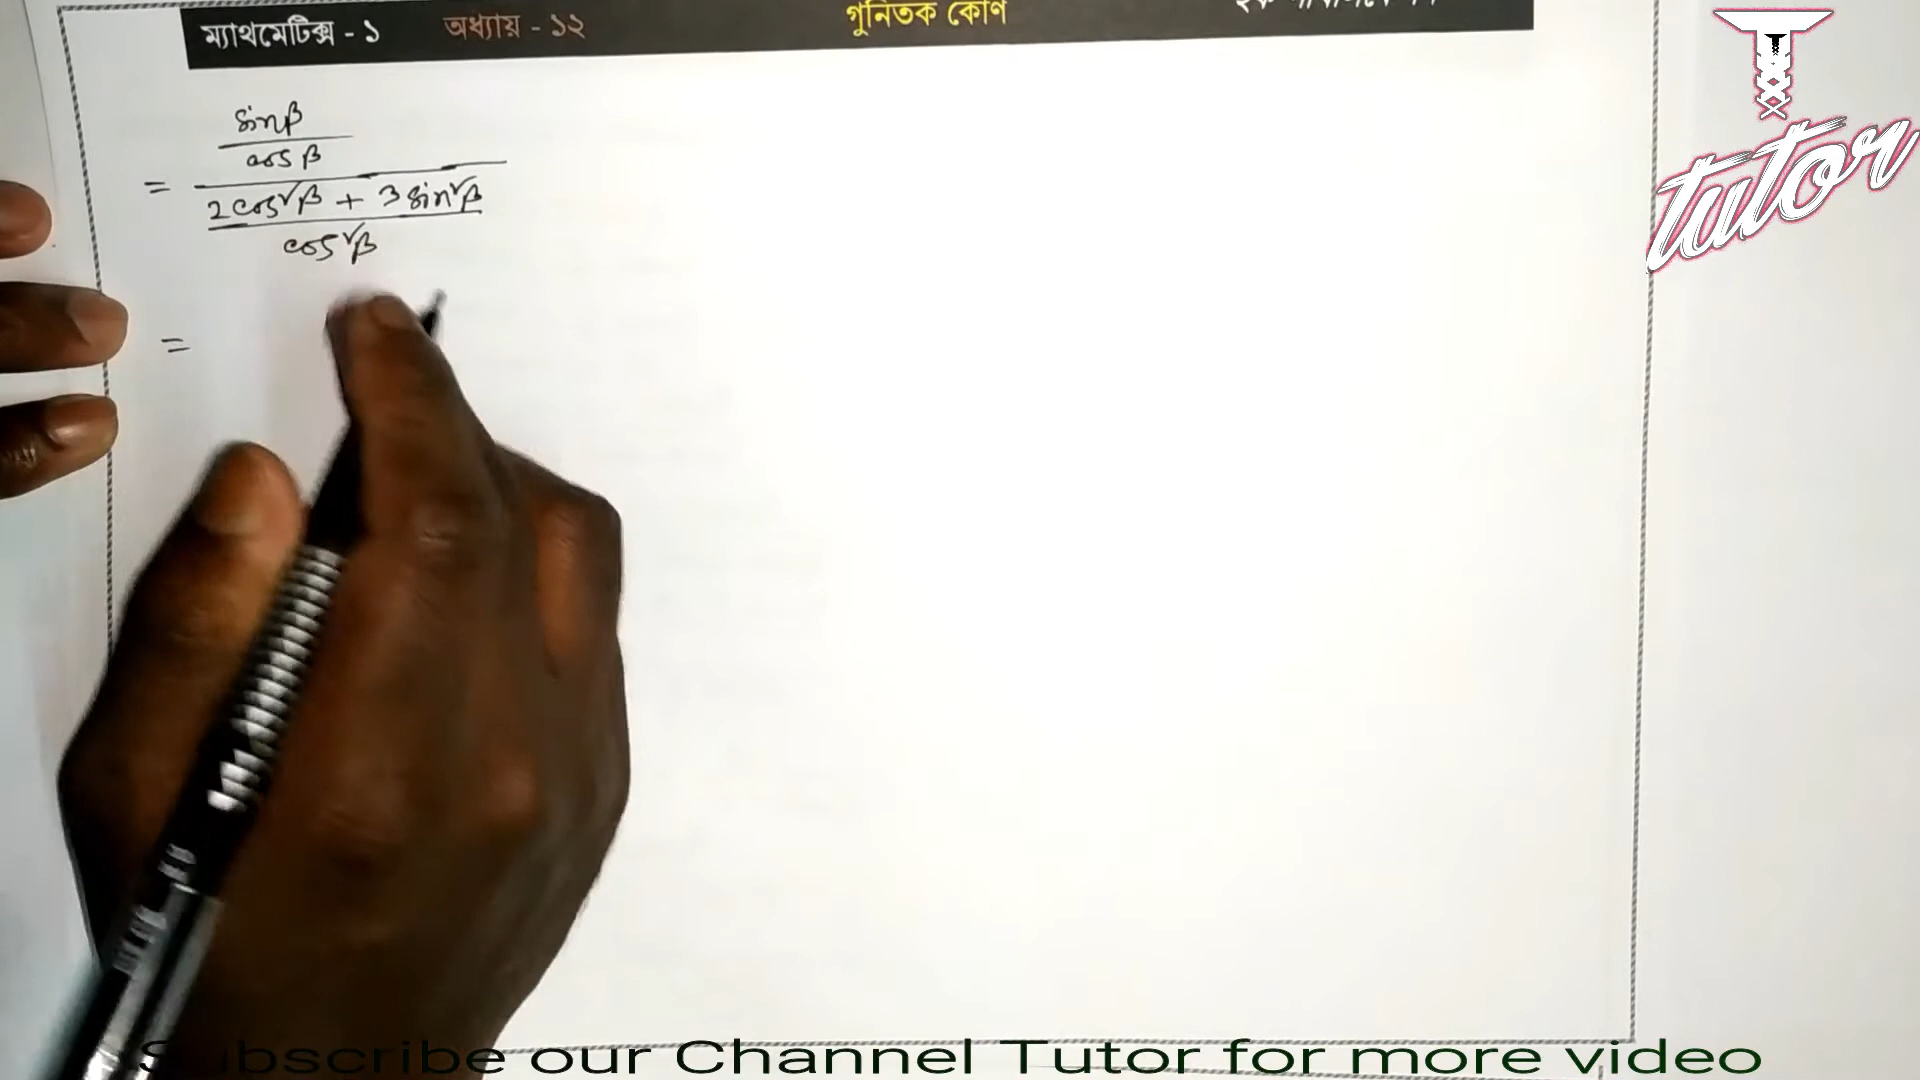 ম্যাথমেটিক্স - ১ অধ্যায় - ১২ গুনিতক কোণ
T
tutor
sinβ
cosβ
=
2cos²β + 3sin²β
cos²β
=
Subscribe our Channel Tutor for more video